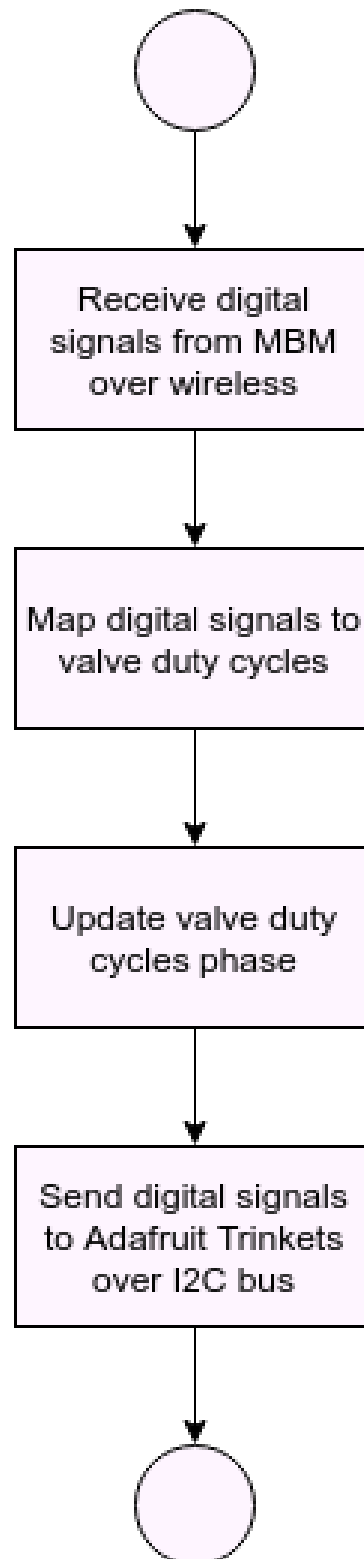 Receive digital
signals from MBM
over wireless
Map digital signals to
valve duty cycles
Update valve duty
cycles phase
Send digital signals
to Adafruit Trinkets
over I2C bus